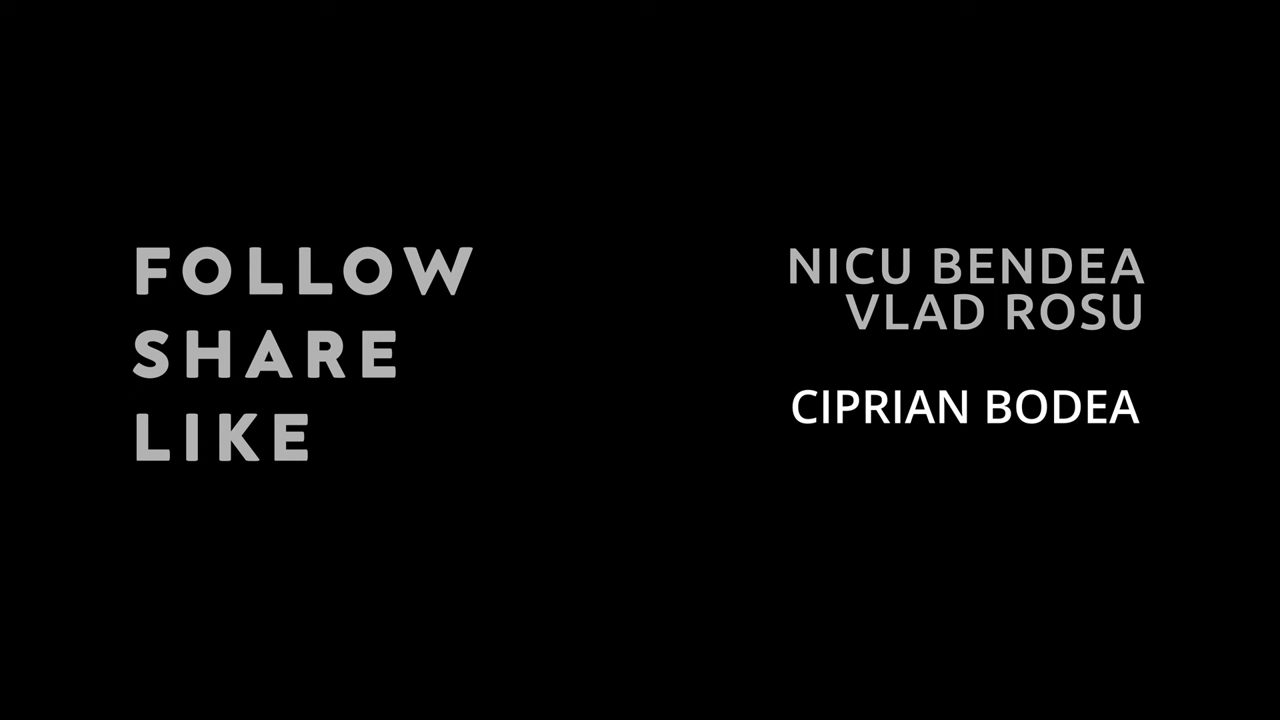 FOLLOW
SHARE
LIKE
NICU BENDEA
VLAD ROSU
CIPRIAN BODEA